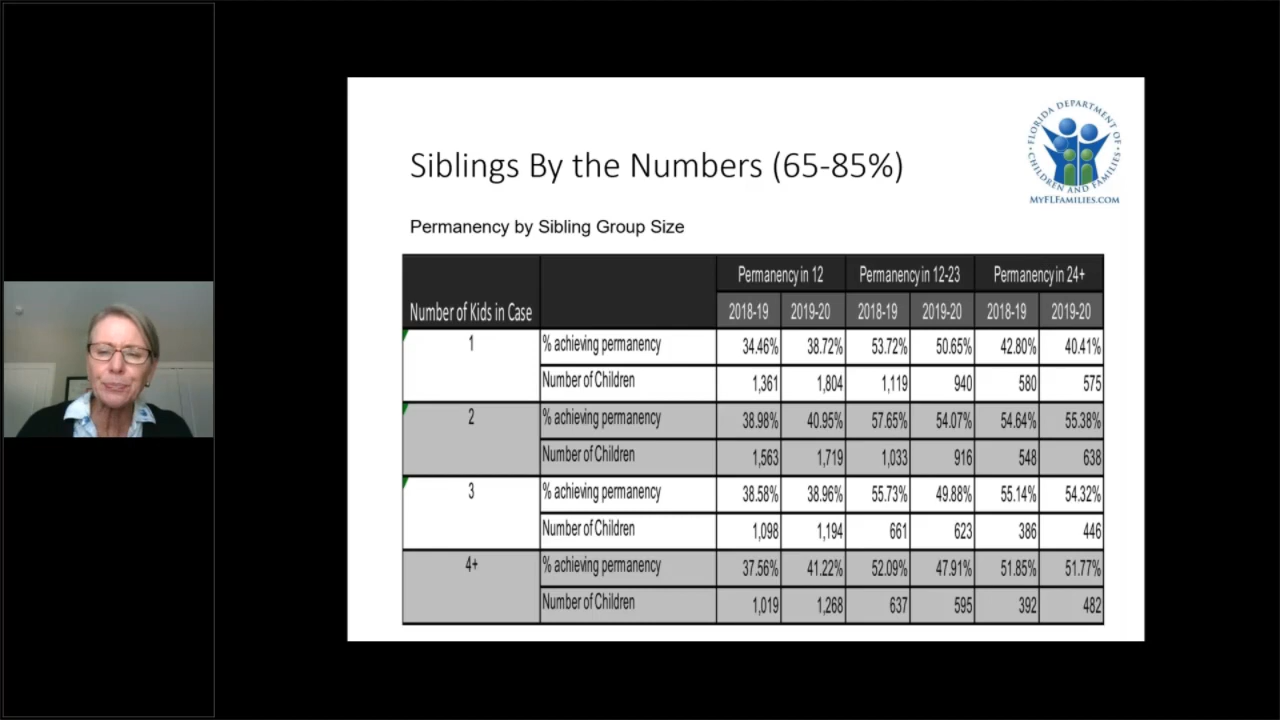 FLORIDA DEPARTMENT OF
CHILDREN AND FAMILIES
MYFLFAMILIES.COM
Siblings By the Numbers (65-85%)
Permanency by Sibling Group Size
Number of Kids in Case Permanency in 12 Permanency in 12-23 Permanency in 24+
2018-19 2019-20 2018-19 2019-20 2018-19 2019-20
1 % achieving permanency 34.46% 38.72% 53.72% 50.65% 42.80% 40.41%
Number of Children 1,361 1,804 1,119 940 580 575
2 % achieving permanency 38.98% 40.95% 57.65% 54.07% 54.64% 55.38%
Number of Children 1,563 1,719 1,033 916 548 638
3 % achieving permanency 38.58% 38.96% 55.73% 49.88% 55.14% 54.32%
Number of Children 1,098 1,194 661 623 386 446
4+ % achieving permanency 37.56% 41.22% 52.09% 47.91% 51.85% 51.77%
Number of Children 1,019 1,268 637 595 392 482